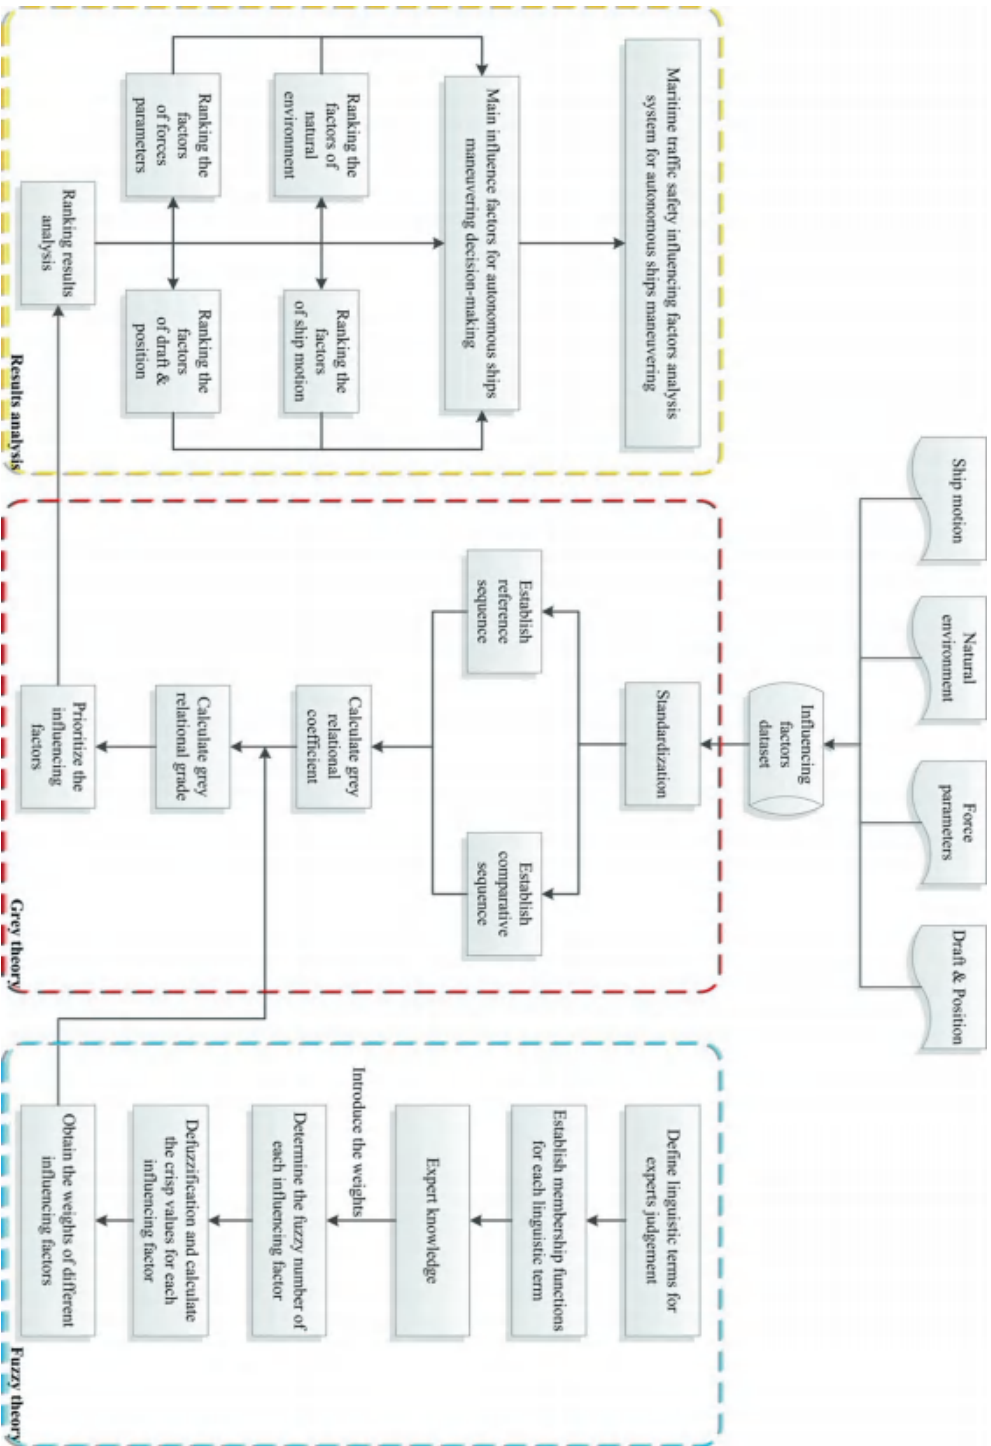 Ship motion
Natural
environment
Force
parameters
Draft & Position
Influencing
factors
dataset
Maritime traffic safety influencing factors analysis
system for autonomous ships maneuvering
Main influence factors for autonomous ships
maneuvering decision-making
Ranking the
factors of
natural
environment
Ranking the
factors
of ship motion
Ranking the
factors
of forces
parameters
Ranking the
factors
of draft &
position
Ranking results
analysis
Results analysis
Standardization
Establish
reference
sequence
Establish
comparative
sequence
Calculate grey
relational
coefficient
Calculate grey
relational grade
Prioritize the
influencing
factors
Grey theory
Define linguistic terms for
experts judgement
Establish membership functions
for each linguistic term
Expert knowledge
Introduce the weights
Determine the fuzzy number of
each influencing factor
Defuzzification and calculate
the crisp values for each
influencing factor
Obtain the weights of different
influencing factors
Fuzzy theory